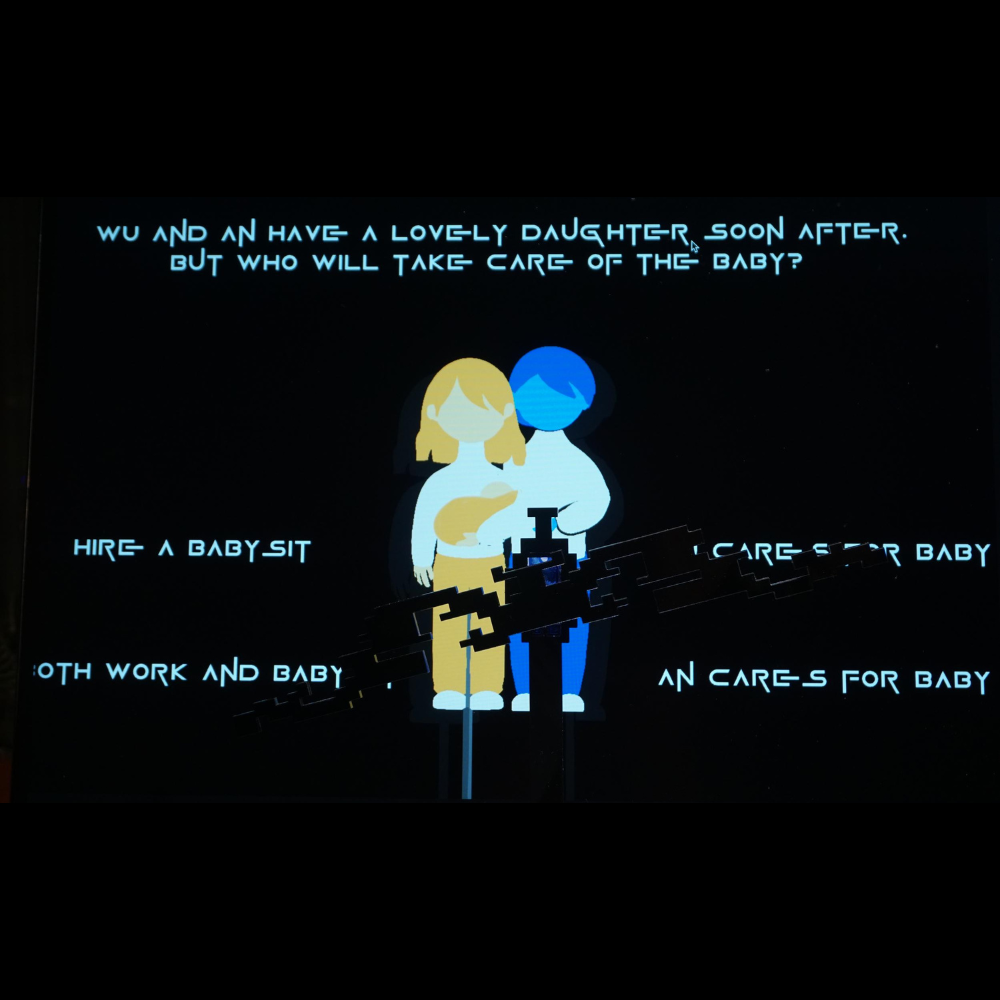 WU AND AN HAVE A LOVELY DAUGHTER SOON AFTER.
BUT WHO WILL TAKE CARE OF THE BABY?
HIRE A BABYSIT
CARES FOR BABY
WORK AND BABY
AN CARES FOR BABY